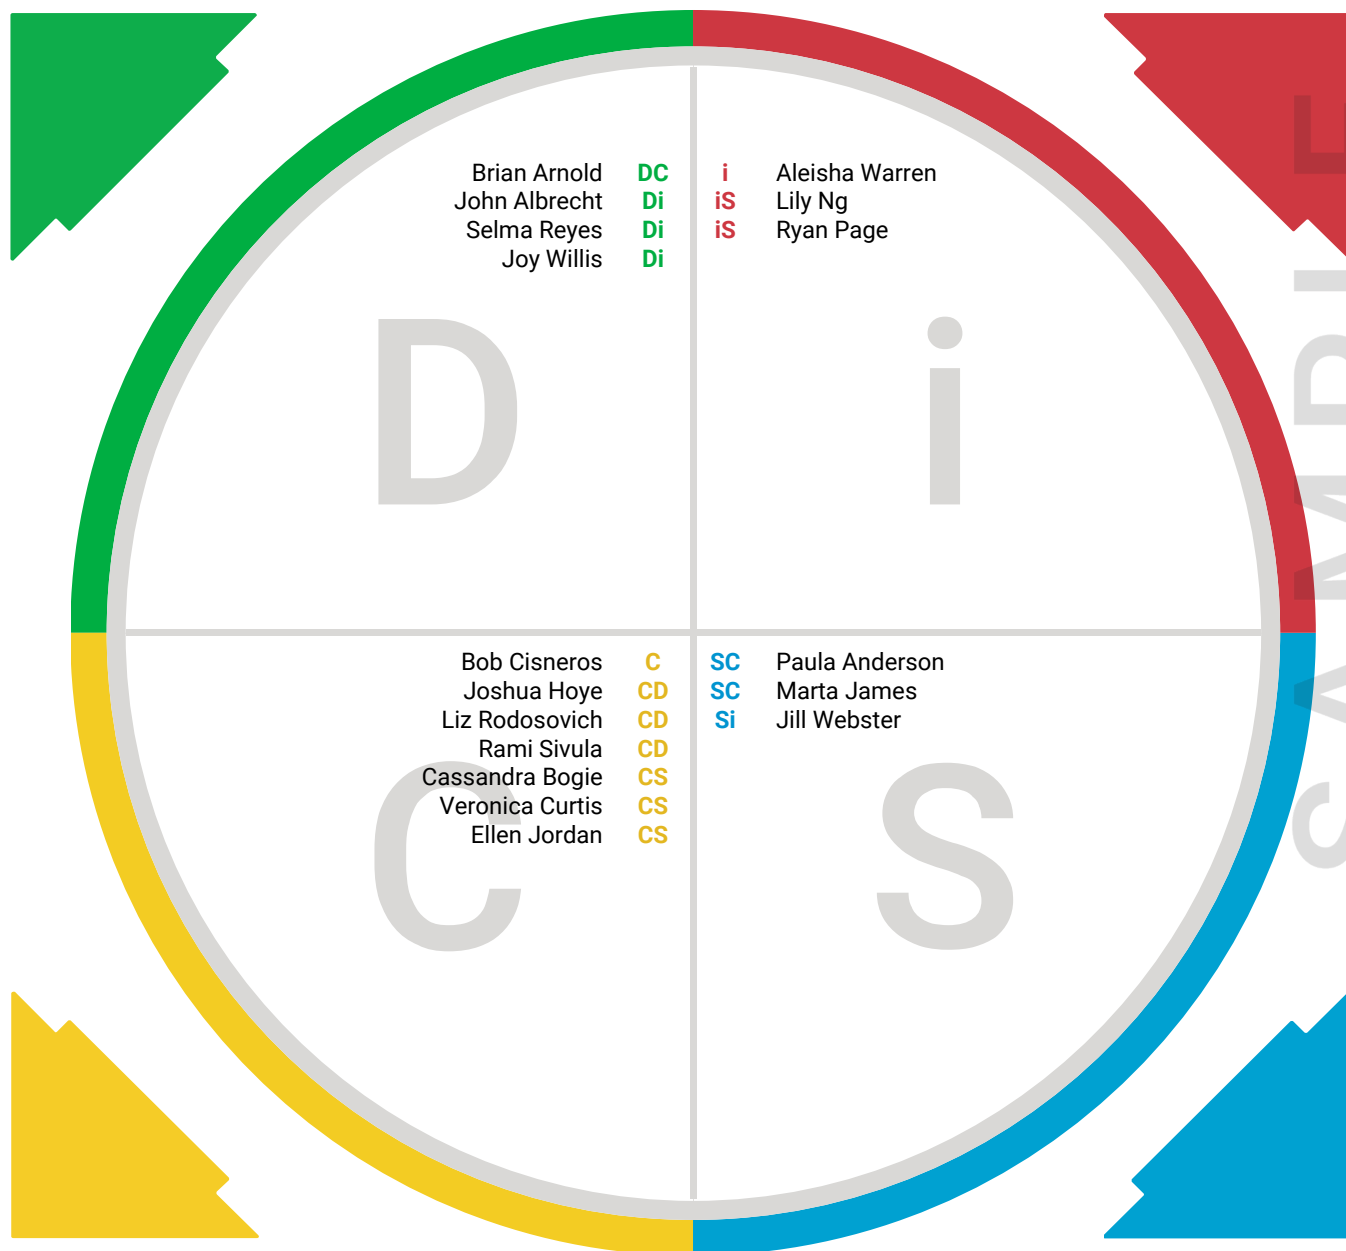 Brian Arnold DC
John Albrecht Di
Selma Reyes Di
Joy Willis Di
i Aleisha Warren
iS Lily Ng
iS Ryan Page
D
i
Bob Cisneros C
Joshua Hoye CD
Liz Rodosovich CD
Rami Sivula CD
Cassandra Bogie CS
Veronica Curtis CS
Ellen Jordan CS
SC Paula Anderson
SC Marta James
Si Jill Webster
C
S
SAMPLE